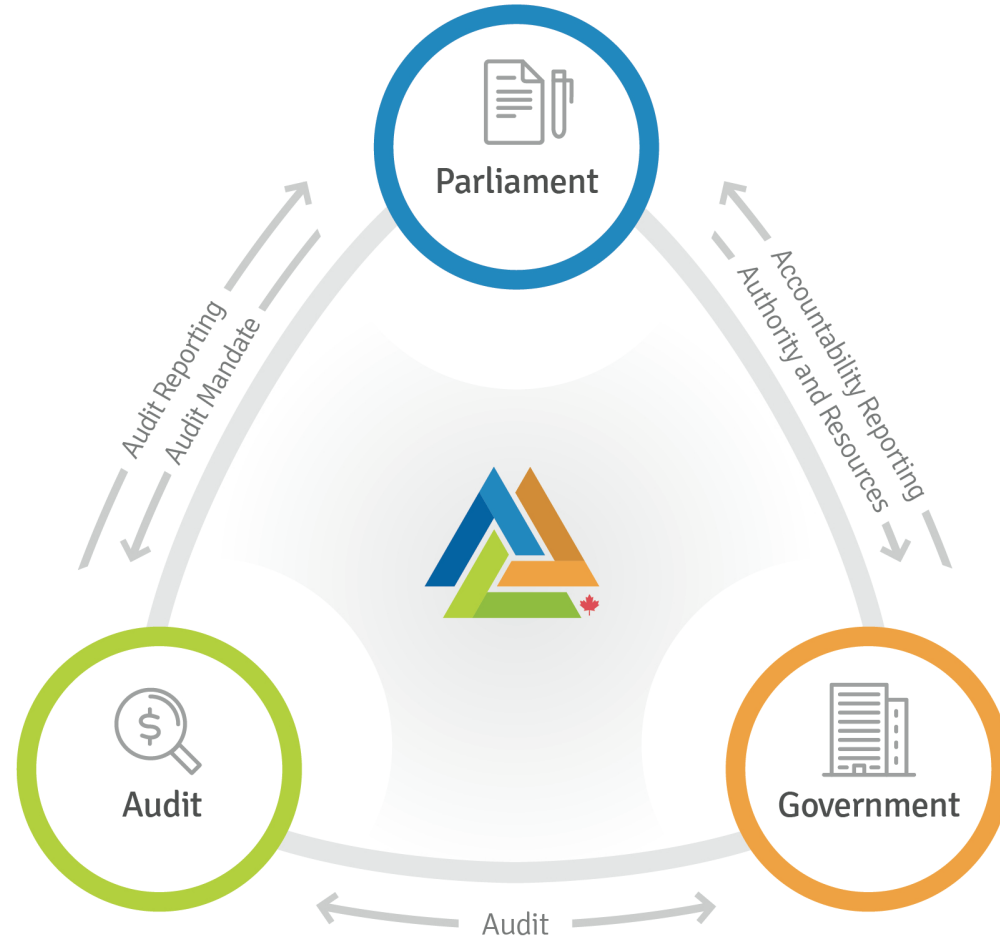 Parliament
Audit Reporting
Audit Mandate
Accountability Reporting
Authority and Resources
$
Audit
Government
Audit